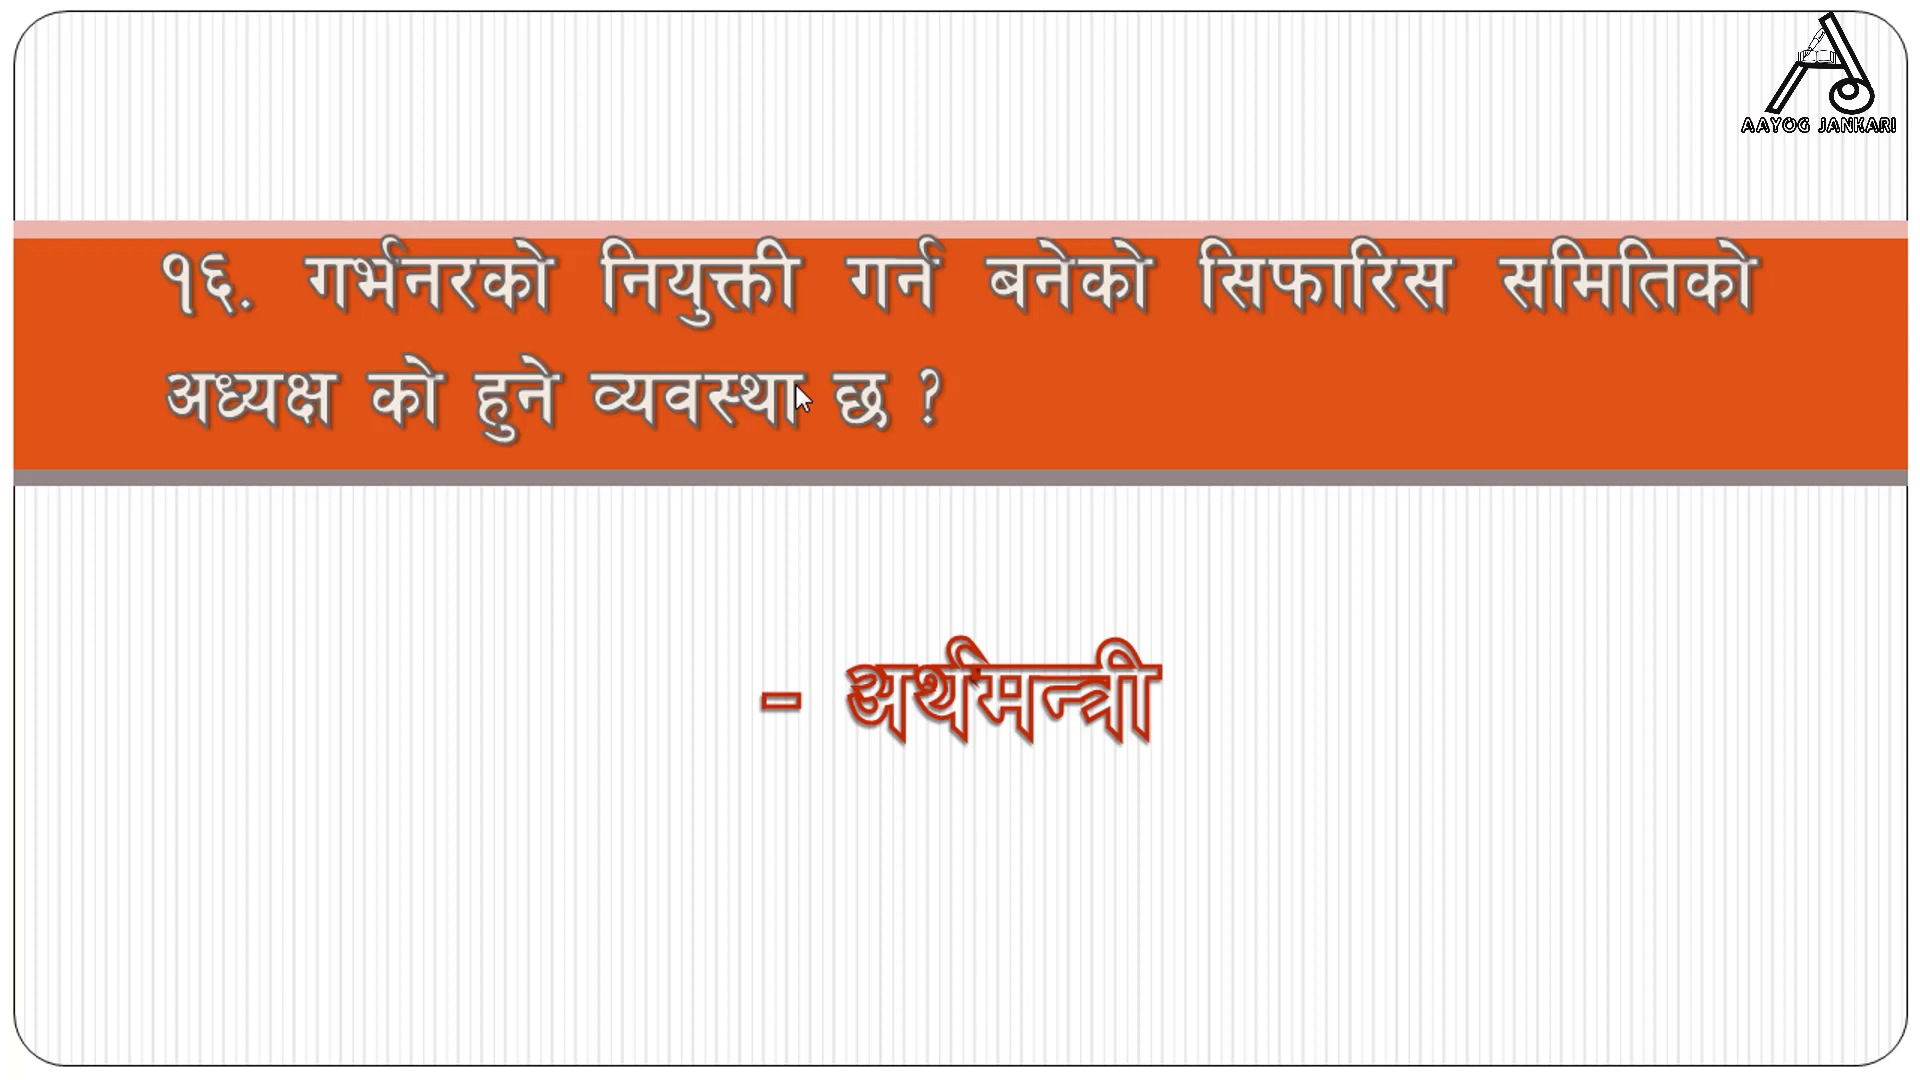 AAYOG JANKARI
१६. गर्भनरको नियुक्ती गर्न बनेको सिफारिस समितिको
अध्यक्ष को हुने व्यवस्था छ ?
- अर्थमन्त्री